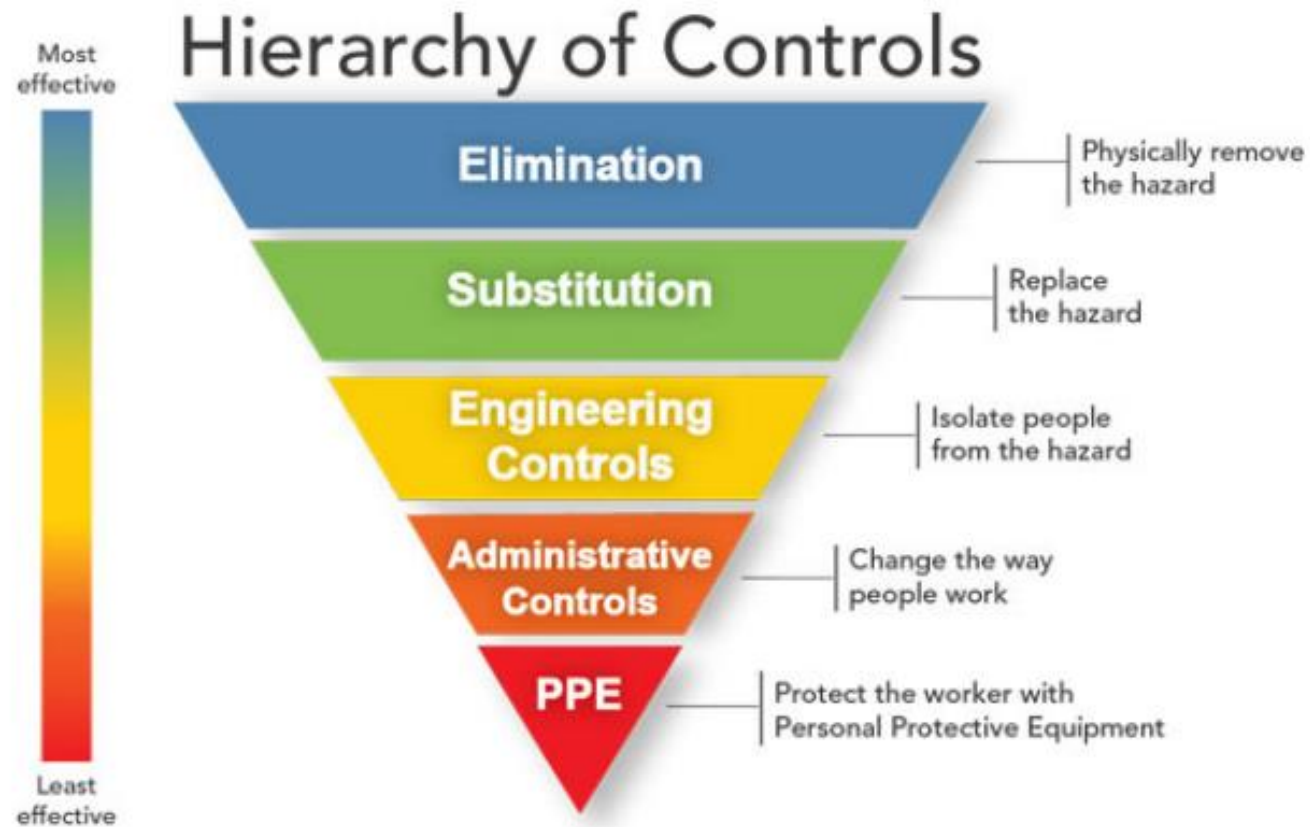 Hierarchy of Controls
Most
effective
Elimination
Physically remove
the hazard
Substitution
Replace
the hazard
Engineering
Controls
Isolate people
from the hazard
Administrative
Controls
Change the way
people work
PPE
Protect the worker with
Personal Protective Equipment
Least
effective